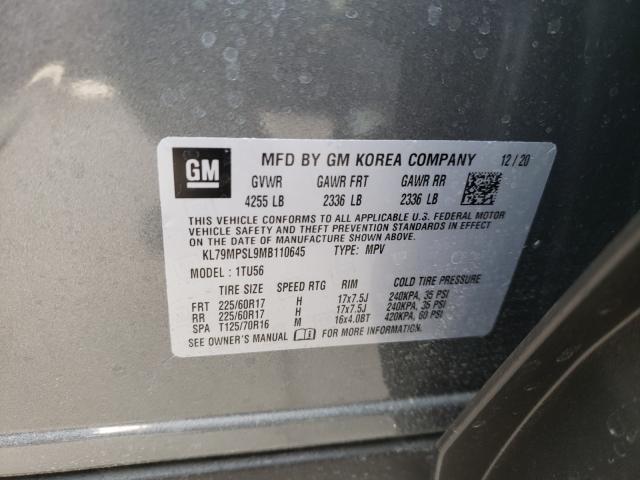 GM MFD BY GM KOREA COMPANY 12/20
GVWR GAWR FRT GAWR RR
4255 LB 2336 LB 2336 LB
THIS VEHICLE CONFORMS TO ALL APPLICABLE U.S. FEDERAL MOTOR
VEHICLE SAFETY AND THEFT PREVENTION STANDARDS IN
EFFECT ON THE DATE OF MANUFACTURE SHOWN ABOVE.
KL79MPSL9MB110645 TYPE: MPV
MODEL: 1TU56
TIRE SIZE SPEED RTG RIM COLD TIRE PRESSURE
FRT 225/60R17 H 17x7.5J 240KPA, 35 PSI
RR 225/60R17 H 17x7.5J 240KPA, 35 PSI
SPA T125/70R16 M 16x4.0BT 420KPA, 60 PSI
SEE OWNER'S MANUAL FOR MORE INFORMATION.